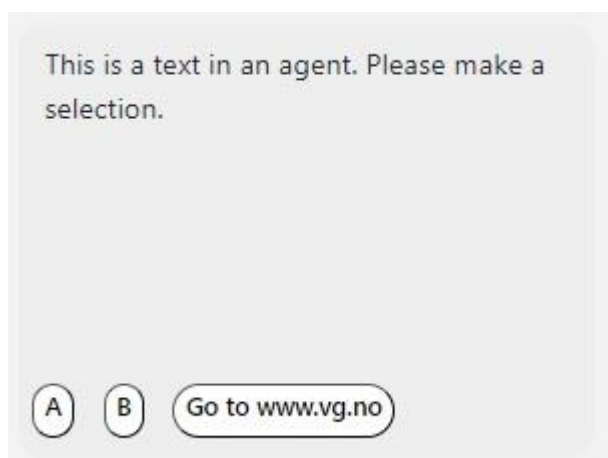 This is a text in an agent. Please make a
selection.
A B Go to www.vg.no